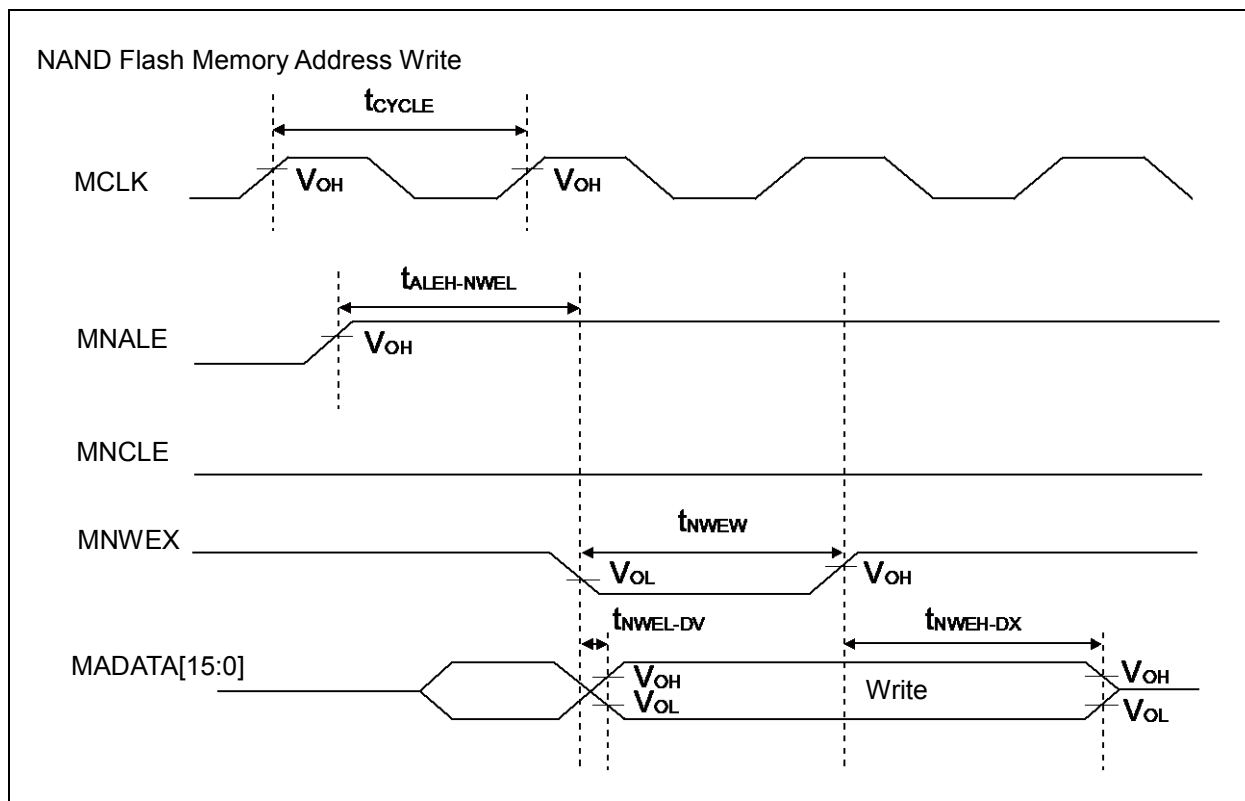 NAND Flash Memory Address Write
tCYCLE
MCLK
VOH
VOH
tALEH-NWEL
MNALE
VOH
MNCLE
tNWEW
MNWEX
VOL
VOH
tNWEL-DV
tNWEH-DX
MADATA[15:0]
VOH
VOL
Write
VOH
VOL